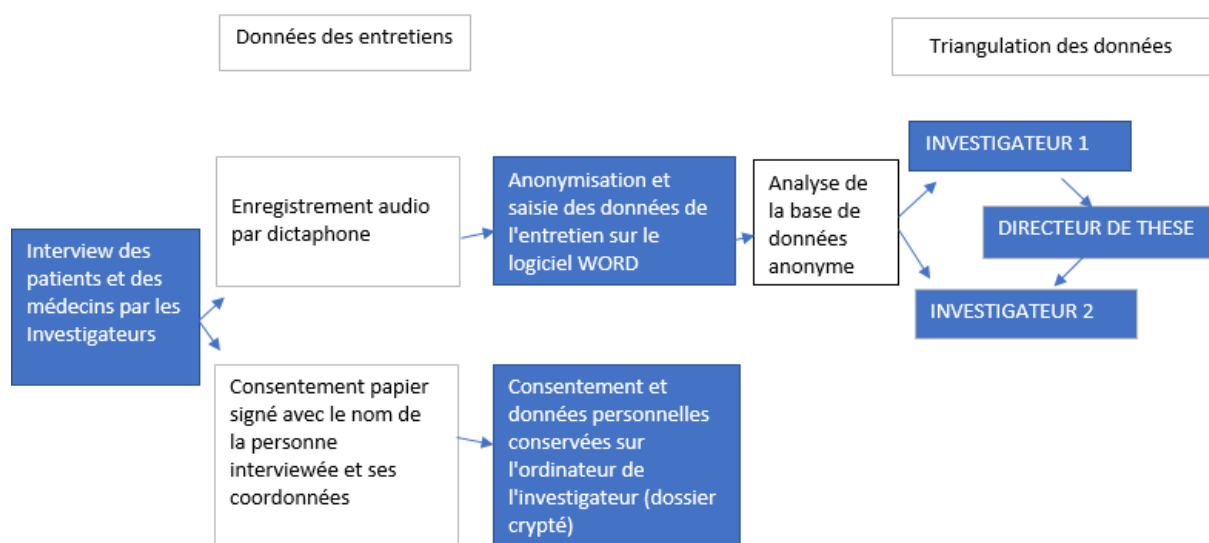 Données des entretiens
Triangulation des données
Interview des
patients et des
médecins par les
Investigateurs
Enregistrement audio
par dictaphone
Anonymisation et
saisie des données de
l'entretien sur le
logiciel WORD
Analyse de
la base de
données
anonyme
INVESTIGATEUR 1
DIRECTEUR DE THESE
INVESTIGATEUR 2
Consentement papier
signé avec le nom de
la personne
interviewée et ses
coordonnées
Consentement et
données personnelles
conservées sur
l'ordinateur de
l'investigateur (dossier
crypté)